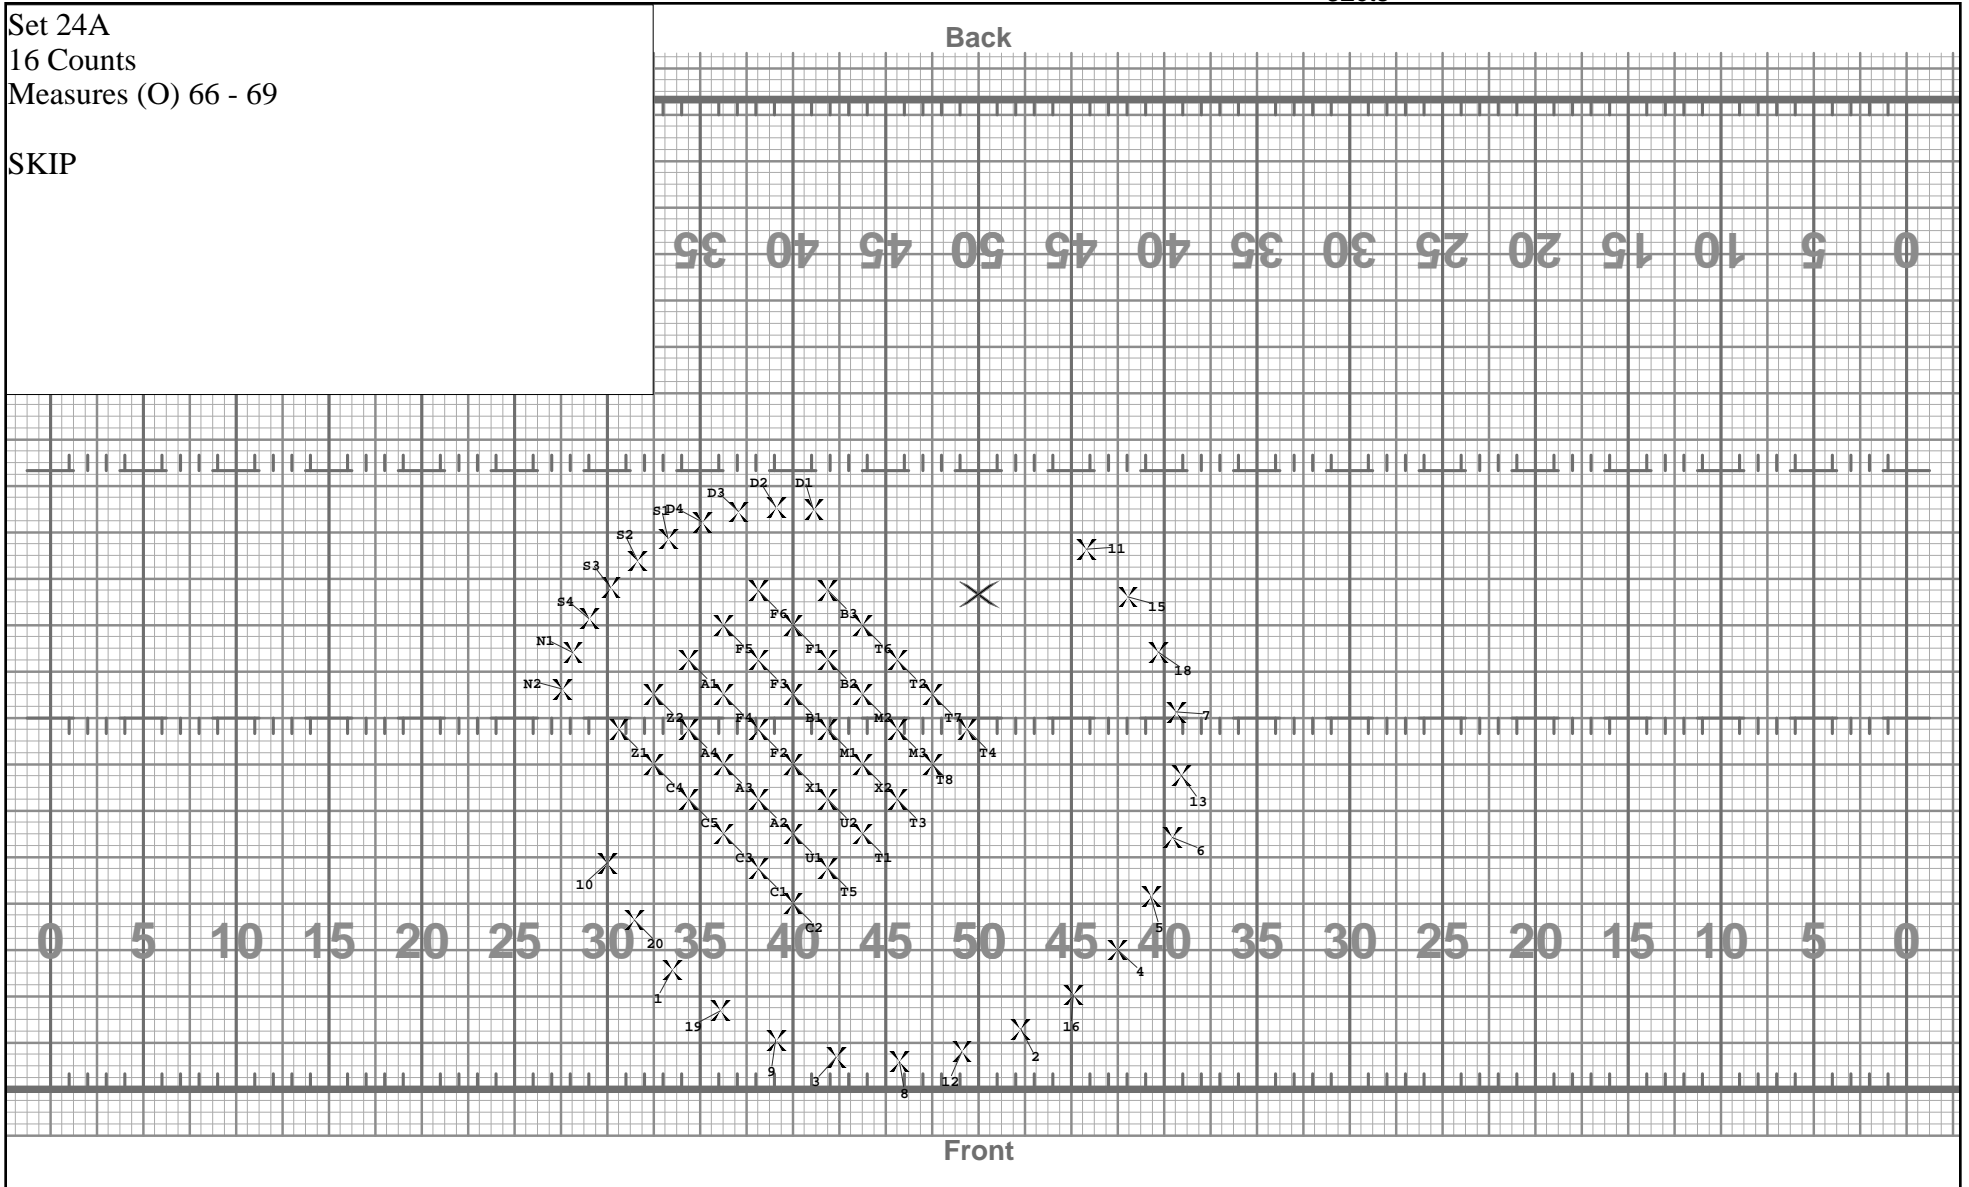 Set 24A
16 Counts
Measures (O) 66 - 69
SKIP
Back
35 40 45 50 45 40 35 30 25 20 15 10 5 0
D3 D2 D1
S1 D4
S2
11
S3
S4
15
F6 B3
N1
F5 F1 T6
18
N2
A1 F3 B2 T2
Z2 F4 B1 M2 T7
7
Z1 A4 F2 M1 M3 T4
T8
C4 A3 X1 X2
13
C5 A2 U2 T3
C3 U1 T1
6
10
C1 T5
C2
5
0 5 10 15 20 25 30 35 40 45 50 45 40 35 30 25 20 15 10 5 0
20
4
1
19
16
2
9
3 12
8
Front